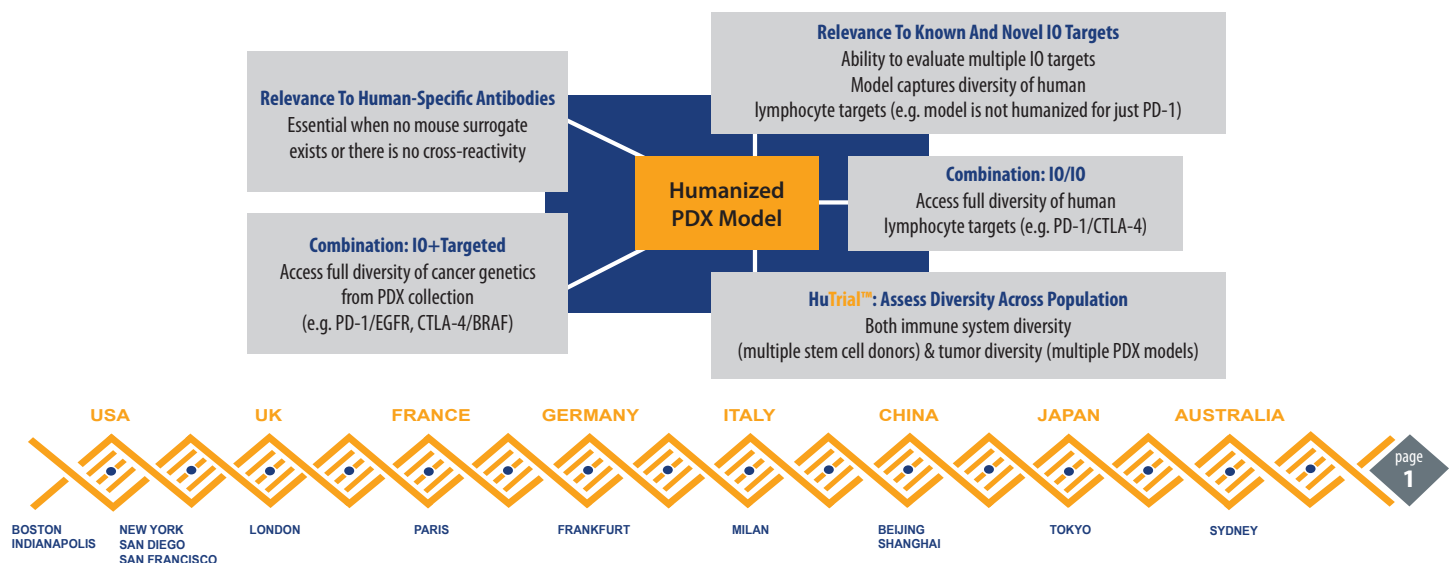 Relevance To Human-Specific Antibodies
Essential when no mouse surrogate
exists or there is no cross-reactivity
Relevance To Known And Novel IO Targets
Ability to evaluate multiple IO targets
Model captures diversity of human
lymphocyte targets (e.g. model is not humanized for just PD-1)
Humanized
PDX Model
Combination: IO/IO
Access full diversity of human
lymphocyte targets (e.g. PD-1/CTLA-4)
Combination: IO+Targeted
Access full diversity of cancer genetics
from PDX collection
(e.g. PD-1/EGFR, CTLA-4/BRAF)
HuTrial™: Assess Diversity Across Population
Both immune system diversity
(multiple stem cell donors) & tumor diversity (multiple PDX models)
USA UK FRANCE GERMANY ITALY CHINA JAPAN AUSTRALIA
page
1
BOSTON NEW YORK LONDON PARIS FRANKFURT MILAN BEIJING TOKYO SYDNEY
INDIANAPOLIS SAN DIEGO SHANGHAI
SAN FRANCISCO